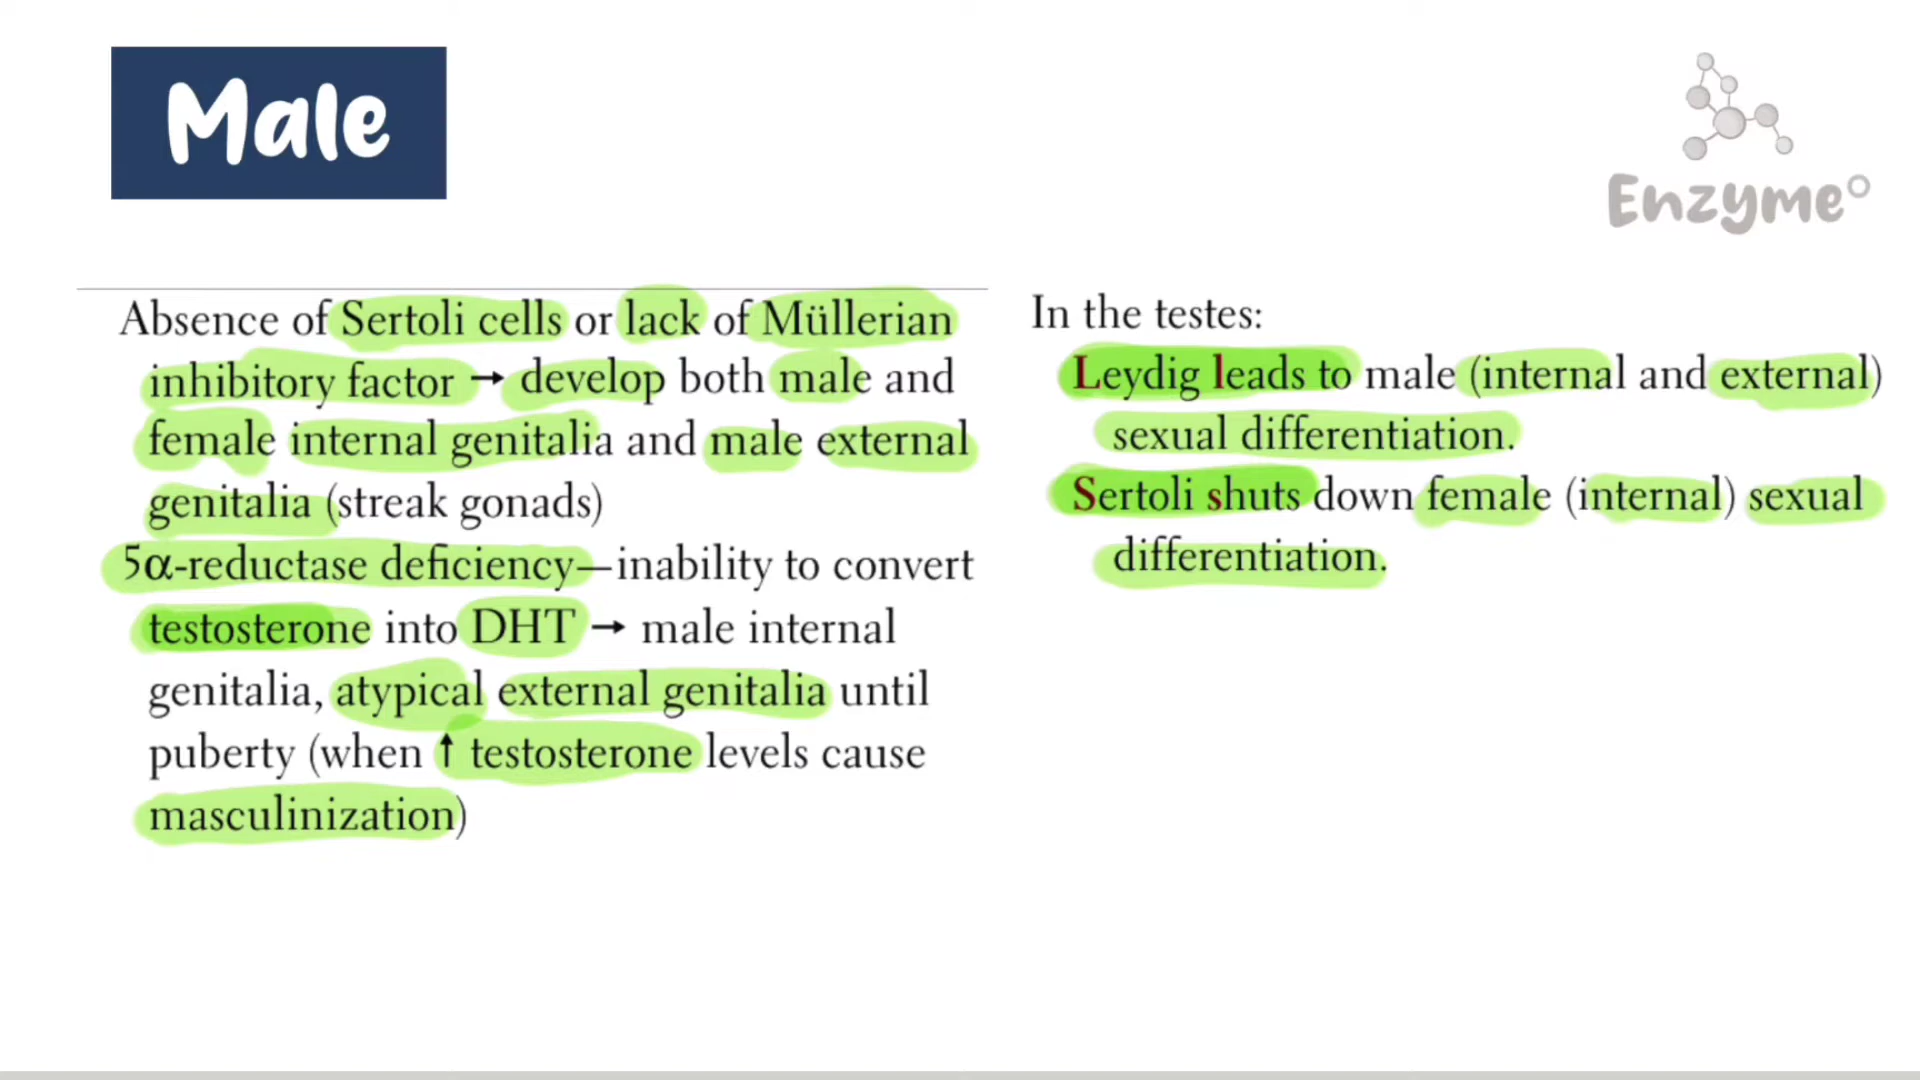 Male
Enzyme°
Absence of Sertoli cells or lack of Müllerian
inhibitory factor → develop both male and
female internal genitalia and male external
genitalia (streak gonads)
5α-reductase deficiency—inability to convert
testosterone into DHT → male internal
genitalia, atypical external genitalia until
puberty (when ↑ testosterone levels cause
masculinization)
In the testes:
Leydig leads to male (internal and external)
sexual differentiation.
Sertoli shuts down female (internal) sexual
differentiation.